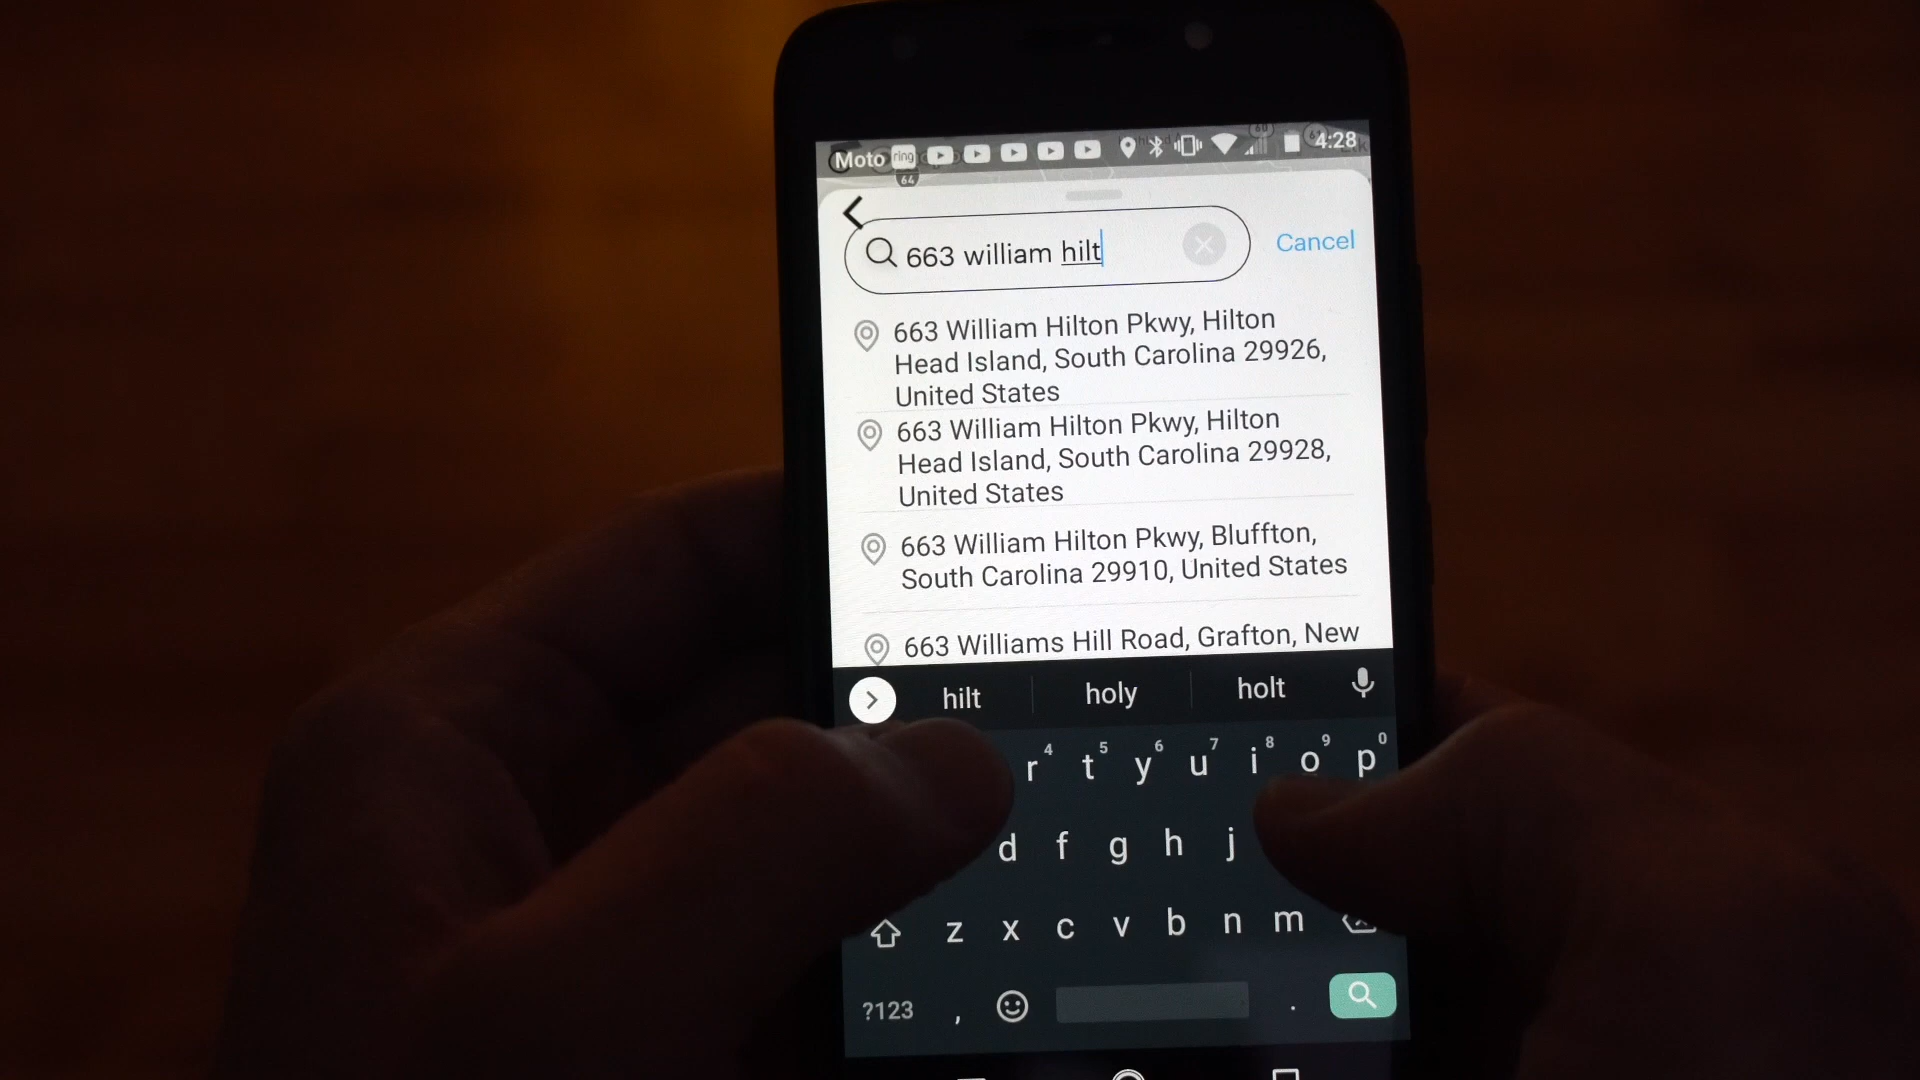 Moto ring 4:28
64
663 william hilt
Cancel
663 William Hilton Pkwy, Hilton
Head Island, South Carolina 29926,
United States
663 William Hilton Pkwy, Hilton
Head Island, South Carolina 29928,
United States
663 William Hilton Pkwy, Bluffton,
South Carolina 29910, United States
663 Williams Hill Road, Grafton, New
hilt holy holt
r 4 t 5 y 6 u 7 i 8 o 9 p 0
d f g h j
z x c v b n m
?123 , .